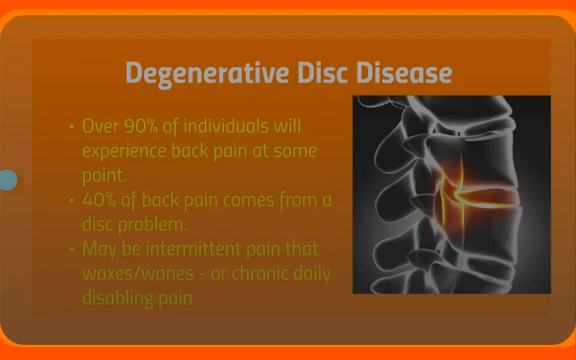 Degenerative Disc Disease
• Over 90% of individuals will
experience back pain at some
point.
• 40% of back pain comes from a
disc problem.
• May be intermittent pain that
waxes/wanes - or chronic daily
disabling pain.